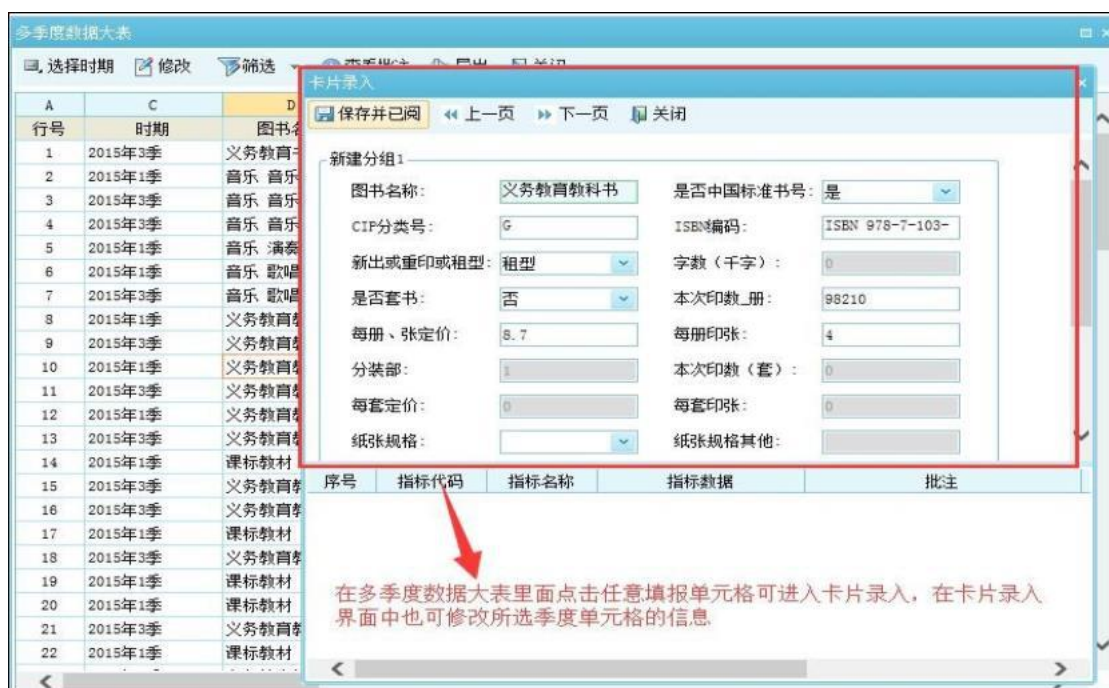 多季度数据大表
选择时期 修改 筛选
卡片录入
保存并已阅 上一页 下一页 关闭
A C D
行号 时期
1 2015年3季
2 2015年1季 音乐 音乐
3 2015年3季 音乐 音乐
4 2015年3季 音乐 音乐
5 2015年1季 音乐 演奏
6 2015年1季 音乐 歌唱
7 2015年3季 音乐 歌唱
8 2015年1季 义务教育
9 2015年3季 义务教育
10 2015年1季 义务教育
11 2015年3季 义务教育
12 2015年1季 义务教育
13 2015年3季 义务教育
14 2015年1季 课标教材
15 2015年3季 义务教育教
16 2015年3季 义务教育教
17 2015年1季 课标教材
18 2015年3季 义务教育教
19 2015年1季 课标教材
20 2015年1季 课标教材
21 2015年3季 义务教育教
22 2015年1季 课标教材
新建分组1
图书名称: 义务教育教科书 是否中国标准书号: 是
CIP分类号: G ISBN编码: ISBN 978-7-103-
新出或重印或租型: 租型 字数（千字）: 0
是否套书: 否 本次印数_册: 98210
每册、张定价: 8.7 每册印张: 4
分装部: 1 本次印数（套）: 0
每套定价: 0 每套印张: 0
纸张规格: 纸张规格其他:
序号 指标代码 指标名称 指标数据 批注
在多季度数据大表里面点击任意填报单元格可进入卡片录入，在卡片录入
界面中也可修改所选季度单元格的信息